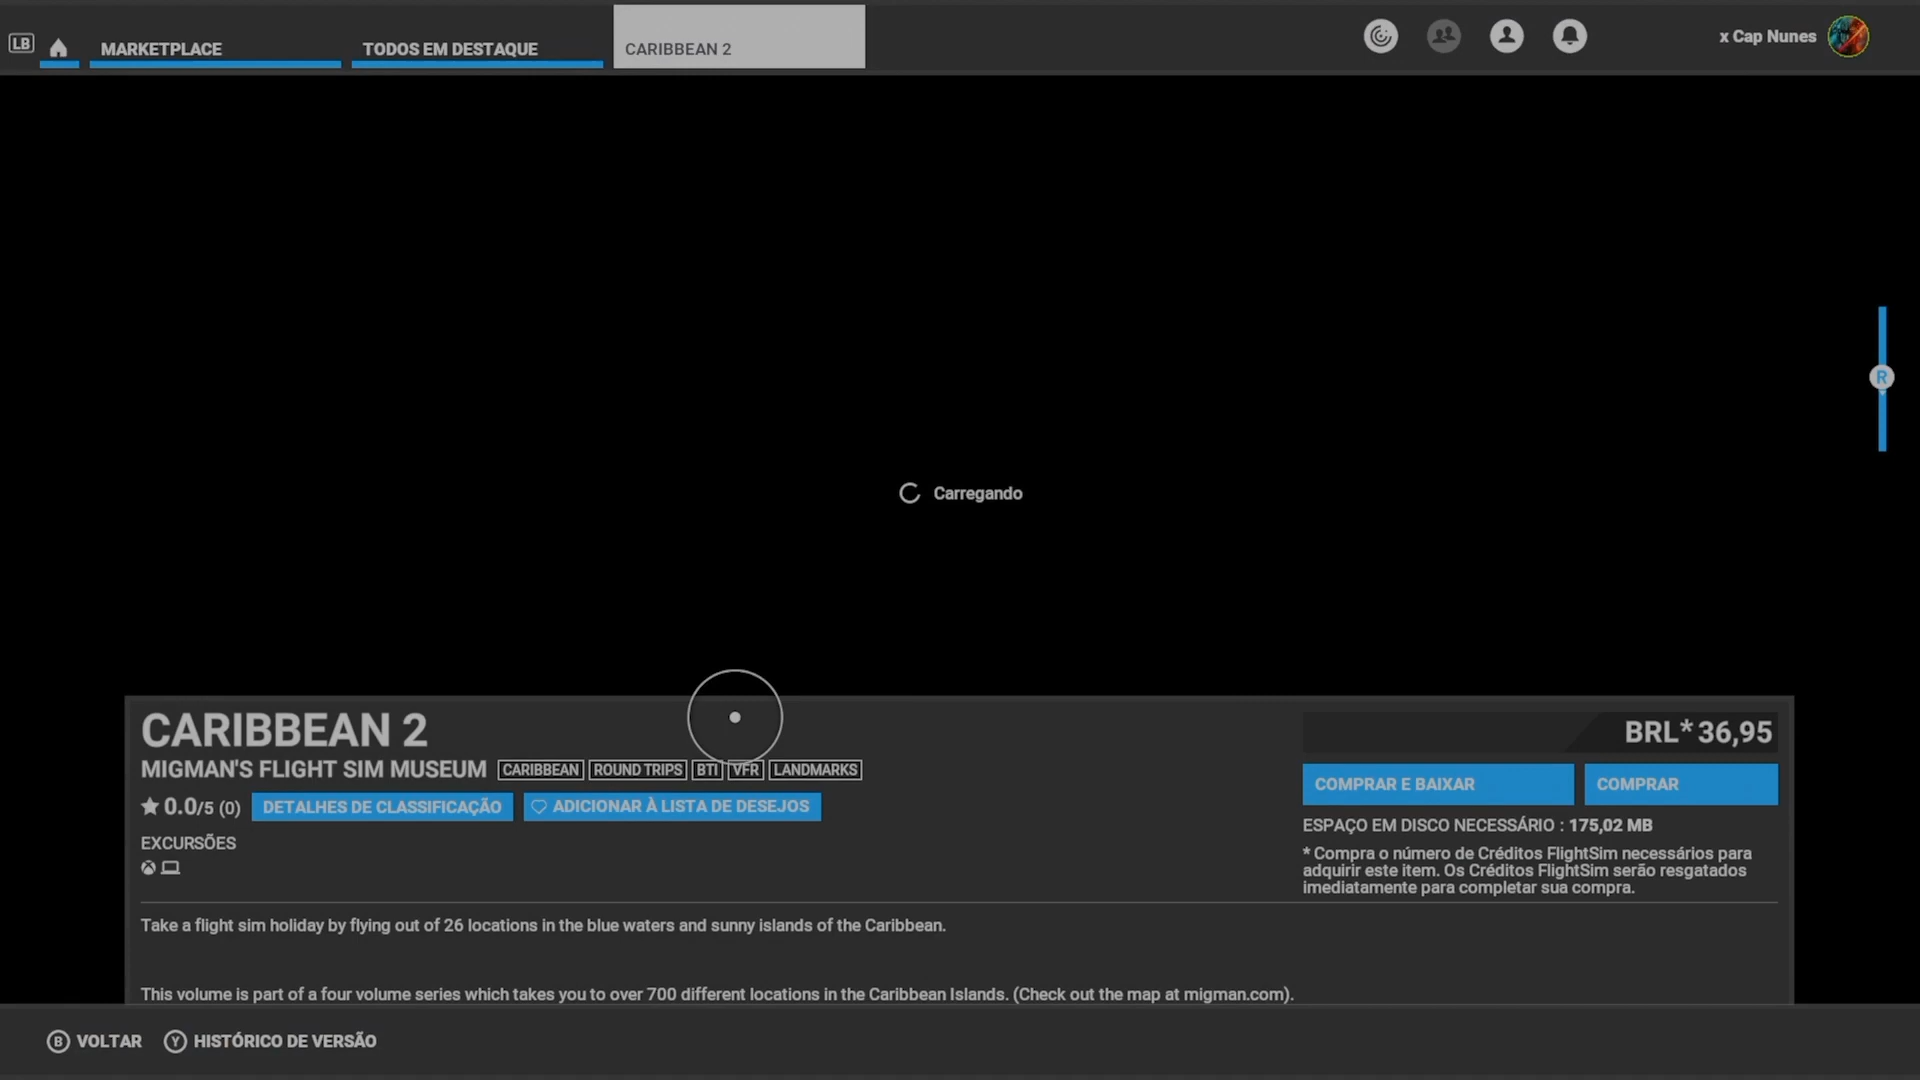 LB MARKETPLACE TODOS EM DESTAQUE CARIBBEAN 2 x Cap Nunes
R
Carregando
CARIBBEAN 2
MIGMAN'S FLIGHT SIM MUSEUM CARIBBEAN ROUND TRIPS BTI VFR LANDMARKS
0.0/5 (0) DETALHES DE CLASSIFICAÇÃO ADICIONAR À LISTA DE DESEJOS
EXCURSÕES
BRL* 36,95
COMPRAR E BAIXAR COMPRAR
ESPAÇO EM DISCO NECESSÁRIO : 175,02 MB
* Compra o número de Créditos FlightSim necessários para
adquirir este item. Os Créditos FlightSim serão resgatados
imediatamente para completar sua compra.
Take a flight sim holiday by flying out of 26 locations in the blue waters and sunny islands of the Caribbean.
This volume is part of a four volume series which takes you to over 700 different locations in the Caribbean Islands. (Check out the map at migman.com).
B VOLTAR Y HISTÓRICO DE VERSÃO